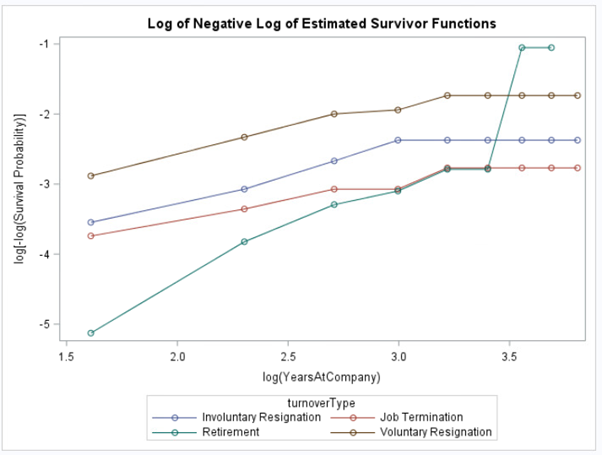 Log of Negative Log of Estimated Survivor Functions
log[-log(Survival Probability)]
-1
-2
-3
-4
-5
1.5 2.0 2.5 3.0 3.5
log(YearsAtCompany)
turnoverType
Involuntary Resignation Job Termination
Retirement Voluntary Resignation